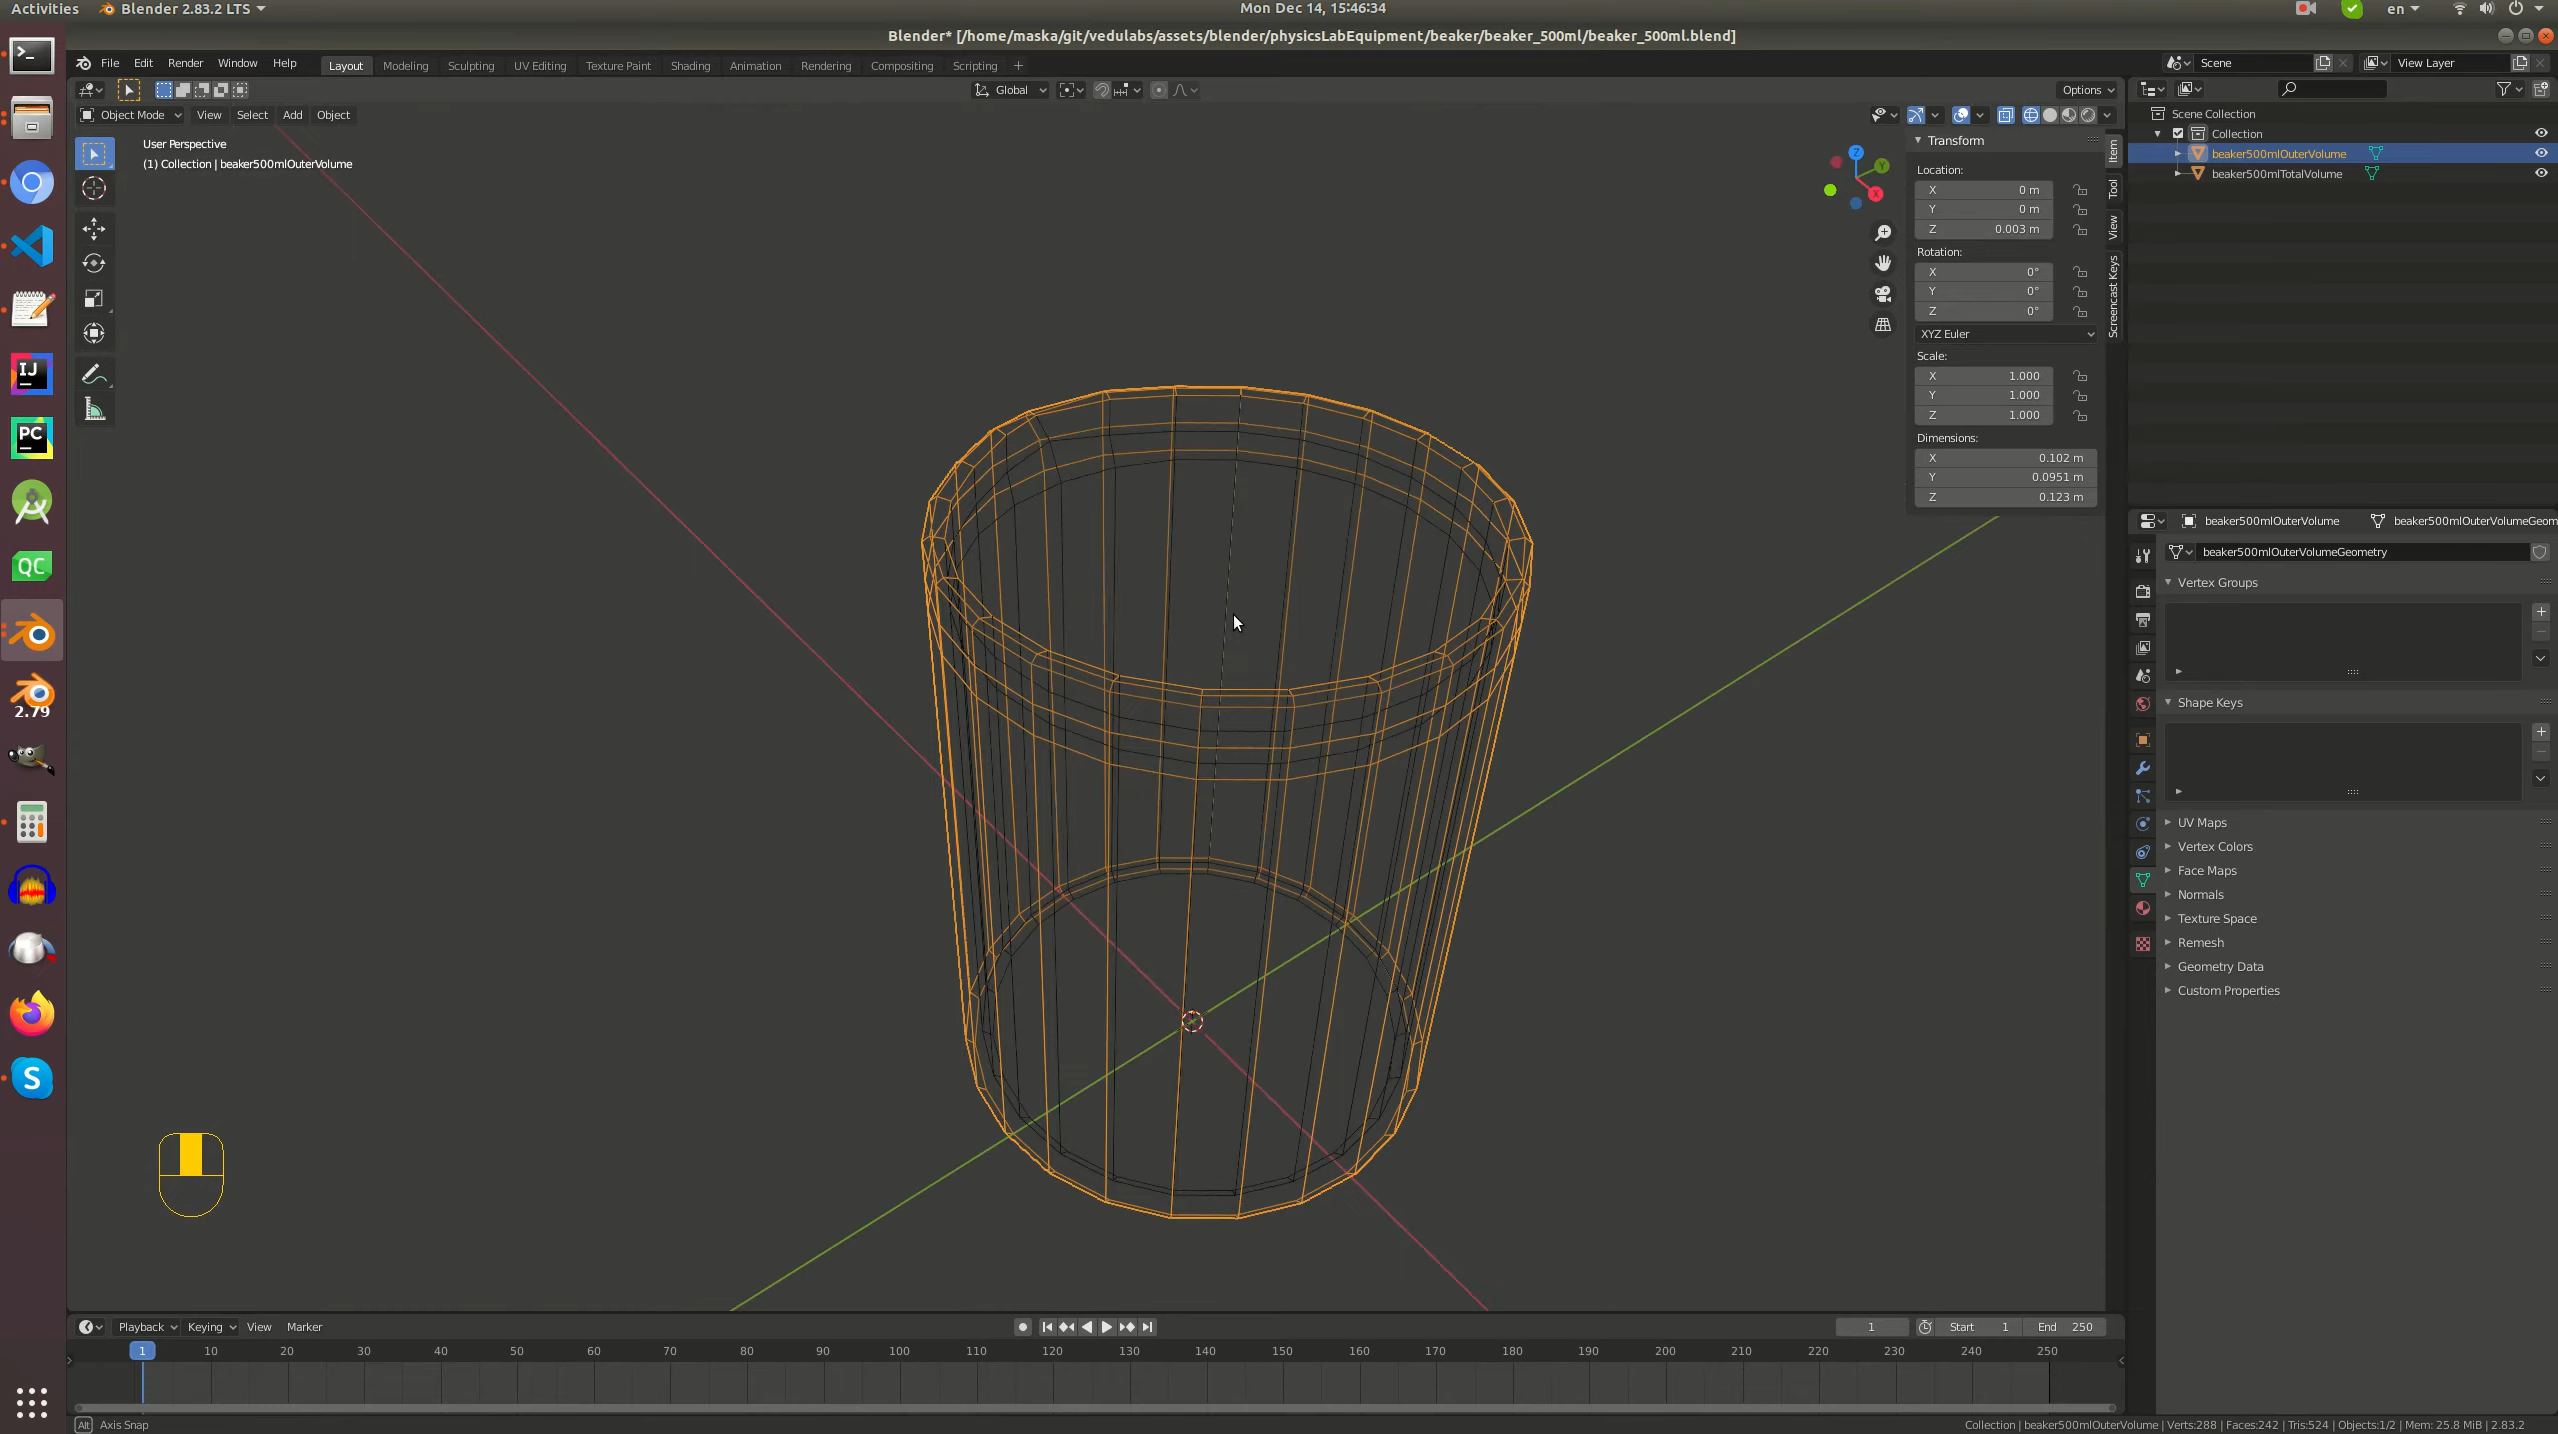 Activities
Blender 2.83.2 LTS
Mon Dec 14, 15:46:34
en
Blender* [/home/maska/git/vedulabs/assets/blender/physicsLabEquipment/beaker/beaker_500ml/beaker_500ml.blend]
File Edit Render Window Help
Layout Modeling Sculpting UV Editing Texture Paint Shading Animation Rendering Compositing Scripting +
Scene
View Layer
Global
Options
Object Mode View Select Add Object
User Perspective
(1) Collection | beaker500mlOuterVolume
Transform
Location:
X 0 m
Y 0 m
Z 0.003 m
Rotation:
X 0°
Y 0°
Z 0°
XYZ Euler
Scale:
X 1.000
Y 1.000
Z 1.000
Dimensions:
X 0.102 m
Y 0.0951 m
Z 0.123 m
Item
Tool
View
Screencast Keys
Z
Y
X
Scene Collection
Collection
beaker500mlOuterVolume
beaker500mlTotalVolume
beaker500mlOuterVolume
beaker500mlOuterVolumeGeom
beaker500mlOuterVolumeGeometry
Vertex Groups
Shape Keys
UV Maps
Vertex Colors
Face Maps
Normals
Texture Space
Remesh
Geometry Data
Custom Properties
IJ
PC
QC
2.79
S
Playback Keying View Marker
1
Start 1
End 250
1 10 20 30 40 50 60 70 80 90 100 110 120 130 140 150 160 170 180 190 200 210 220 230 240 250
Alt Axis Snap
Collection | beaker500mlOuterVolume | Verts:288 | Faces:242 | Tris:524 | Objects:1/2 | Mem: 25.8 MiB | 2.83.2